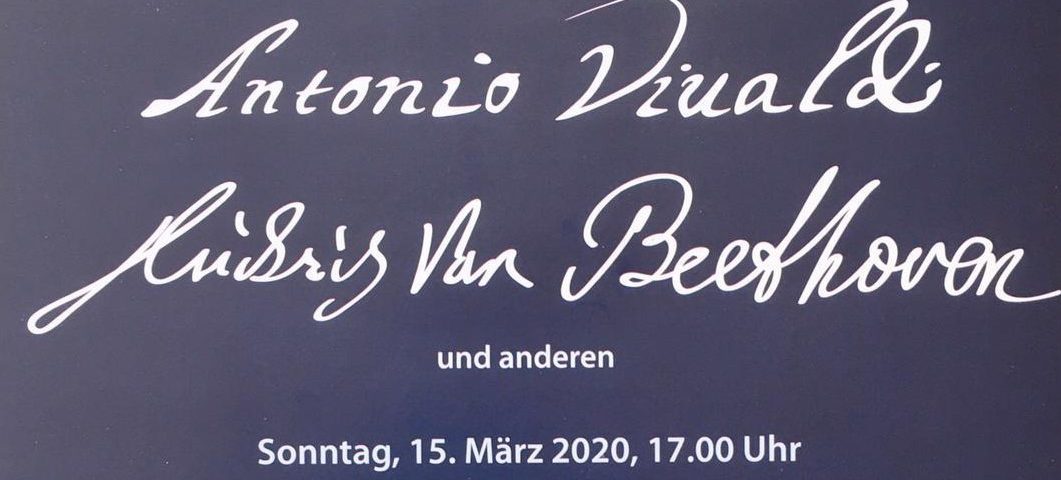 Antonio Vivaldi
Ludwig Van Beethoven
und anderen
Sonntag, 15. März 2020, 17.00 Uhr